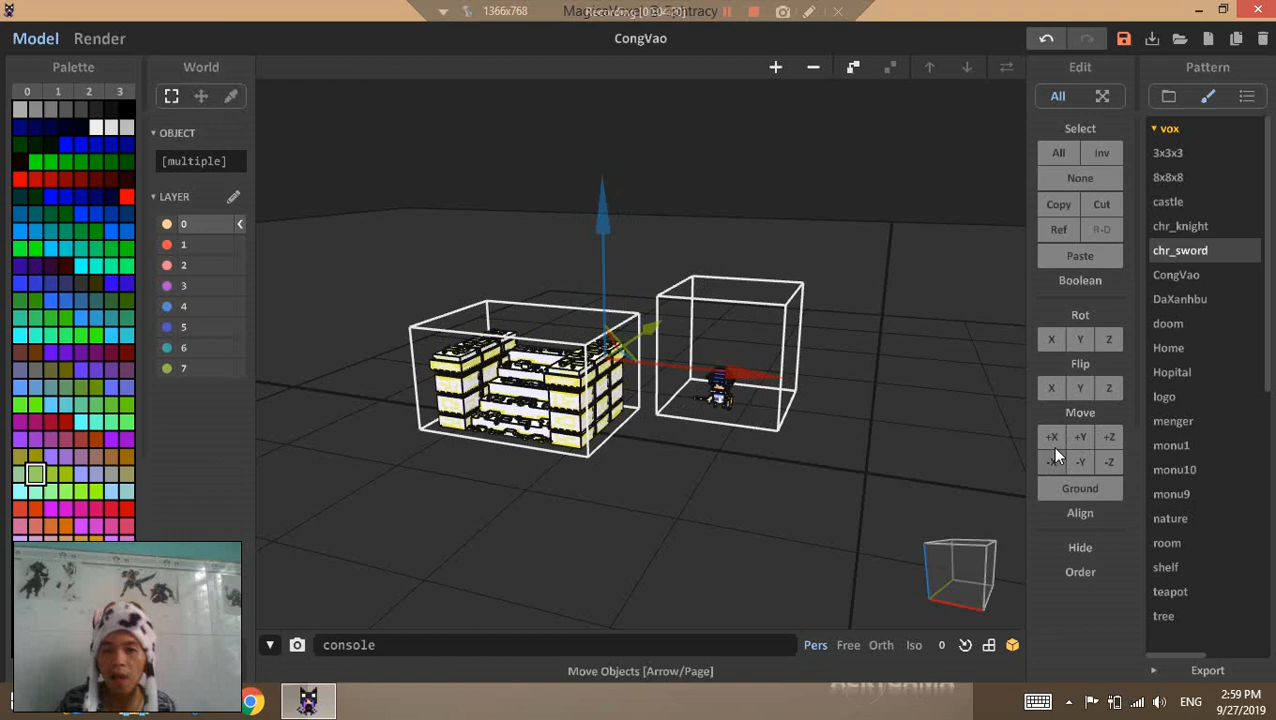 1366x768
MagicaVoxel @ Ephtracy
Model
Render
CongVao
Palette
World
Edit
Pattern
0 1 2 3
All
OBJECT
[multiple]
LAYER
0
1
2
3
4
5
6
7
Select
All
Inv
None
Copy
Cut
Ref
R-D
Paste
Boolean
Rot
X Y Z
Flip
X Y Z
Move
+X +Y +Z
-X -Y -Z
Ground
Align
Hide
Order
vox
3x3x3
8x8x8
castle
chr_knight
chr_sword
CongVao
DaXanhbu
doom
Home
Hopital
logo
menger
monu1
monu10
monu9
nature
room
shelf
teapot
tree
Export
console
Pers Free Orth Iso 0
Move Objects [Arrow/Page]
ENG
2:59 PM
9/27/2019